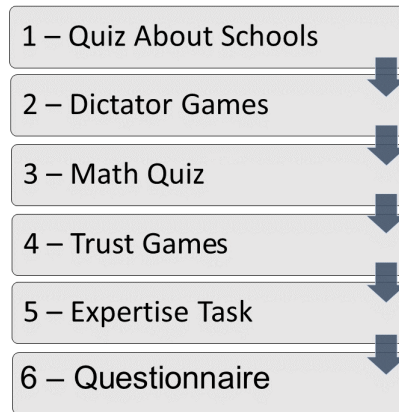 1 – Quiz About Schools
2 – Dictator Games
3 – Math Quiz
4 – Trust Games
5 – Expertise Task
6 – Questionnaire